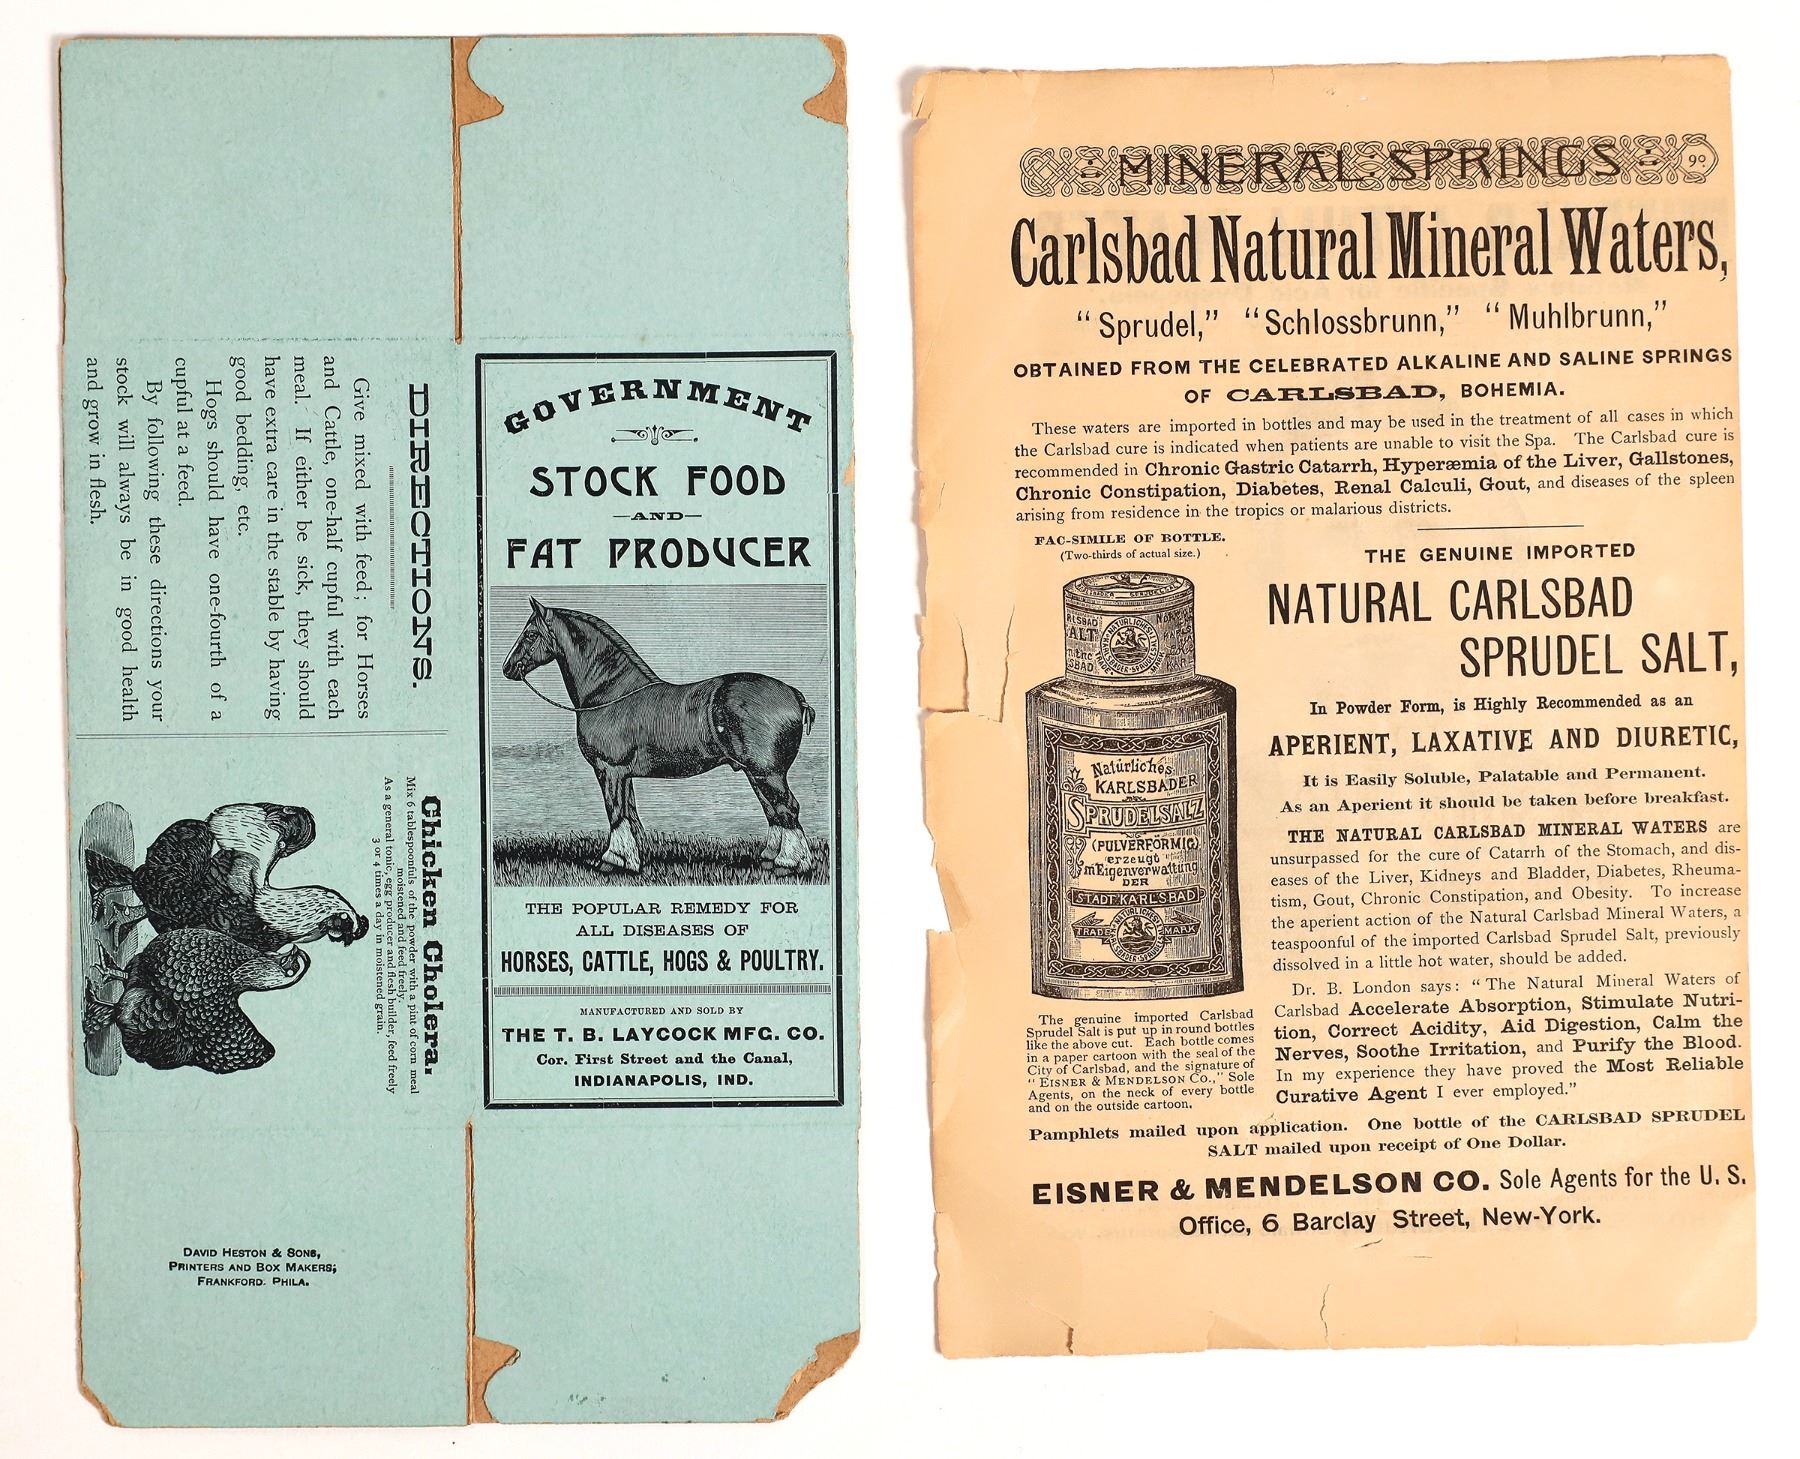 GOVERNMENT
STOCK FOOD
—AND—
FAT PRODUCER
THE POPULAR REMEDY FOR
ALL DISEASES OF
HORSES, CATTLE, HOGS & POULTRY.
MANUFACTURED AND SOLD BY
THE T. B. LAYCOCK MFG. CO.
Cor. First Street and the Canal,
INDIANAPOLIS, IND.
DIRECTIONS.
Give mixed with feed; for Horses
and Cattle, one-half cupful with each
meal. If either be sick, they should
have extra care in the stable by having
good bedding, etc.
Hogs should have one-fourth of a
cupful at a feed.
By following these directions your
stock will always be in good health
and grow in flesh.
Chicken Cholera.
Mix 6 tablespoonfuls of the powder with a pint of corn meal
moistened and feed freely.
As a general tonic, egg producer and flesh builder, feed freely
3 or 4 times a day in moistened grain.
DAVID HESTON & SONS,
PRINTERS AND BOX MAKERS;
FRANKFORD. PHILA.
MINERAL: SPRINGS 90
Carlsbad Natural Mineral Waters,
"Sprudel," "Schlossbrunn," "Muhlbrunn,"
OBTAINED FROM THE CELEBRATED ALKALINE AND SALINE SPRINGS
OF CARLSBAD, BOHEMIA.
These waters are imported in bottles and may be used in the treatment of all cases in which
the Carlsbad cure is indicated when patients are unable to visit the Spa. The Carlsbad cure is
recommended in Chronic Gastric Catarrh, Hyperæmia of the Liver, Gallstones,
Chronic Constipation, Diabetes, Renal Calculi, Gout, and diseases of the spleen
arising from residence in the tropics or malarious districts.
FAC-SIMILE OF BOTTLE.
(Two-thirds of actual size.)
Natürliches
KARLSBADER
SPRUDELSALZ
(PULVERFÖRMIG)
erzeugt
in Eigenverwaltung
DER
STADT KARLSBAD
TRADE MARK
The genuine imported Carlsbad
Sprudel Salt is put up in round bottles
like the above cut. Each bottle comes
in a paper cartoon with the seal of the
City of Carlsbad, and the signature of
"EISNER & MENDELSON CO.," Sole
Agents, on the neck of every bottle
and on the outside cartoon.
THE GENUINE IMPORTED
NATURAL CARLSBAD
SPRUDEL SALT,
In Powder Form, is Highly Recommended as an
APERIENT, LAXATIVE AND DIURETIC,
It is Easily Soluble, Palatable and Permanent.
As an Aperient it should be taken before breakfast.
THE NATURAL CARLSBAD MINERAL WATERS are
unsurpassed for the cure of Catarrh of the Stomach, and dis-
eases of the Liver, Kidneys and Bladder, Diabetes, Rheuma-
tism, Gout, Chronic Constipation, and Obesity. To increase
the aperient action of the Natural Carlsbad Mineral Waters, a
teaspoonful of the imported Carlsbad Sprudel Salt, previously
dissolved in a little hot water, should be added.
Dr. B. London says: "The Natural Mineral Waters of
Carlsbad Accelerate Absorption, Stimulate Nutri-
tion, Correct Acidity, Aid Digestion, Calm the
Nerves, Soothe Irritation, and Purify the Blood.
In my experience they have proved the Most Reliable
Curative Agent I ever employed."
Pamphlets mailed upon application. One bottle of the CARLSBAD SPRUDEL
SALT mailed upon receipt of One Dollar.
EISNER & MENDELSON CO. Sole Agents for the U. S.
Office, 6 Barclay Street, New-York.